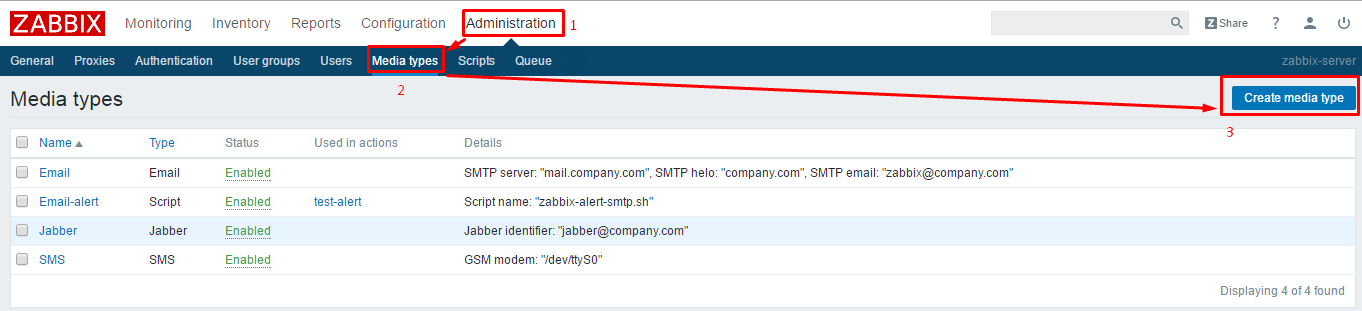 ZABBIX Monitoring Inventory Reports Configuration Administration 1 Z Share ?
General Proxies Authentication User groups Users Media types Scripts Queue zabbix-server
2
Media types Create media type
3
Name Type Status Used in actions Details
Email Email Enabled SMTP server: "mail.company.com", SMTP helo: "company.com", SMTP email: "zabbix@company.com"
Email-alert Script Enabled test-alert Script name: "zabbix-alert-smtp.sh"
Jabber Jabber Enabled Jabber identifier: "jabber@company.com"
SMS SMS Enabled GSM modem: "/dev/ttyS0"
Displaying 4 of 4 found